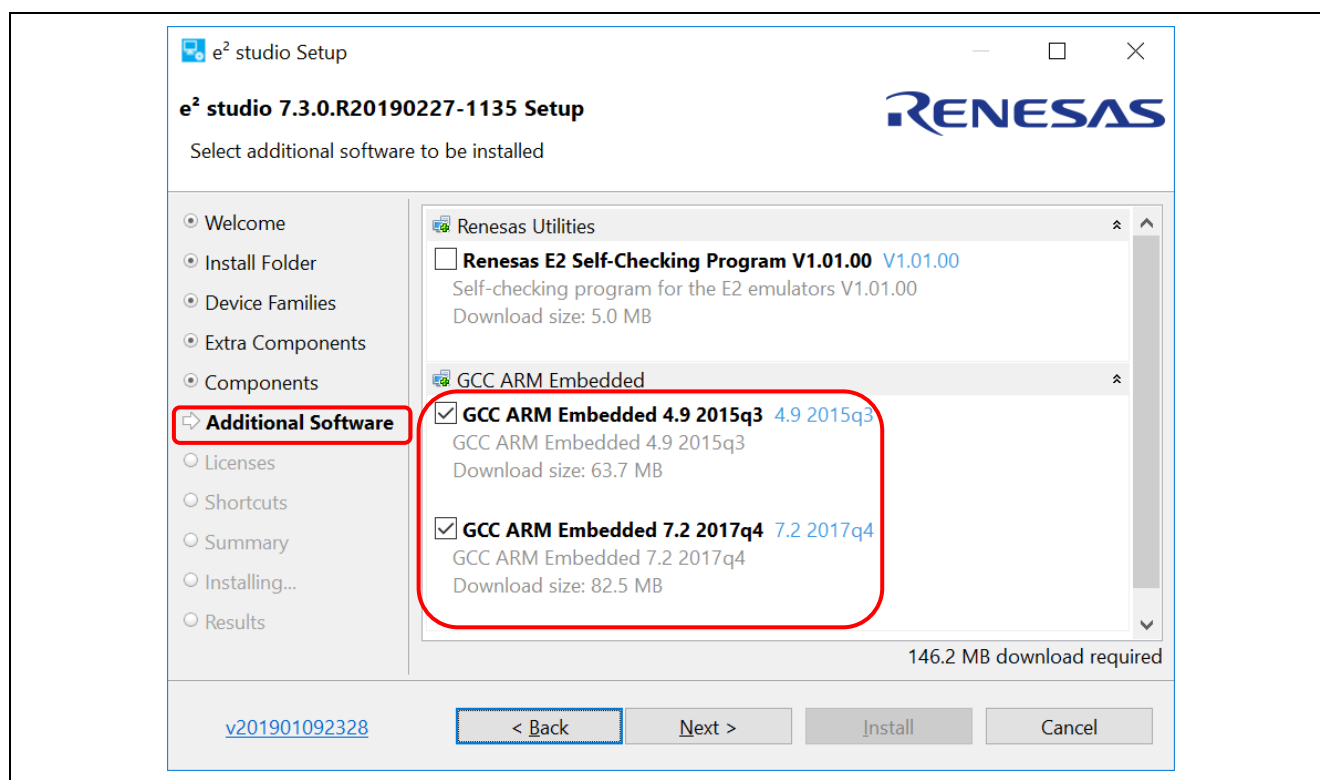 e² studio Setup
e² studio 7.3.0.R20190227-1135 Setup
RENESAS
Select additional software to be installed
Welcome
Install Folder
Device Families
Extra Components
Components
Additional Software
Licenses
Shortcuts
Summary
Installing...
Results
Renesas Utilities
Renesas E2 Self-Checking Program V1.01.00 V1.01.00
Self-checking program for the E2 emulators V1.01.00
Download size: 5.0 MB
GCC ARM Embedded
GCC ARM Embedded 4.9 2015q3 4.9 2015q3
GCC ARM Embedded 4.9 2015q3
Download size: 63.7 MB
GCC ARM Embedded 7.2 2017q4 7.2 2017q4
GCC ARM Embedded 7.2 2017q4
Download size: 82.5 MB
146.2 MB download required
v201901092328
< Back
Next >
Install
Cancel